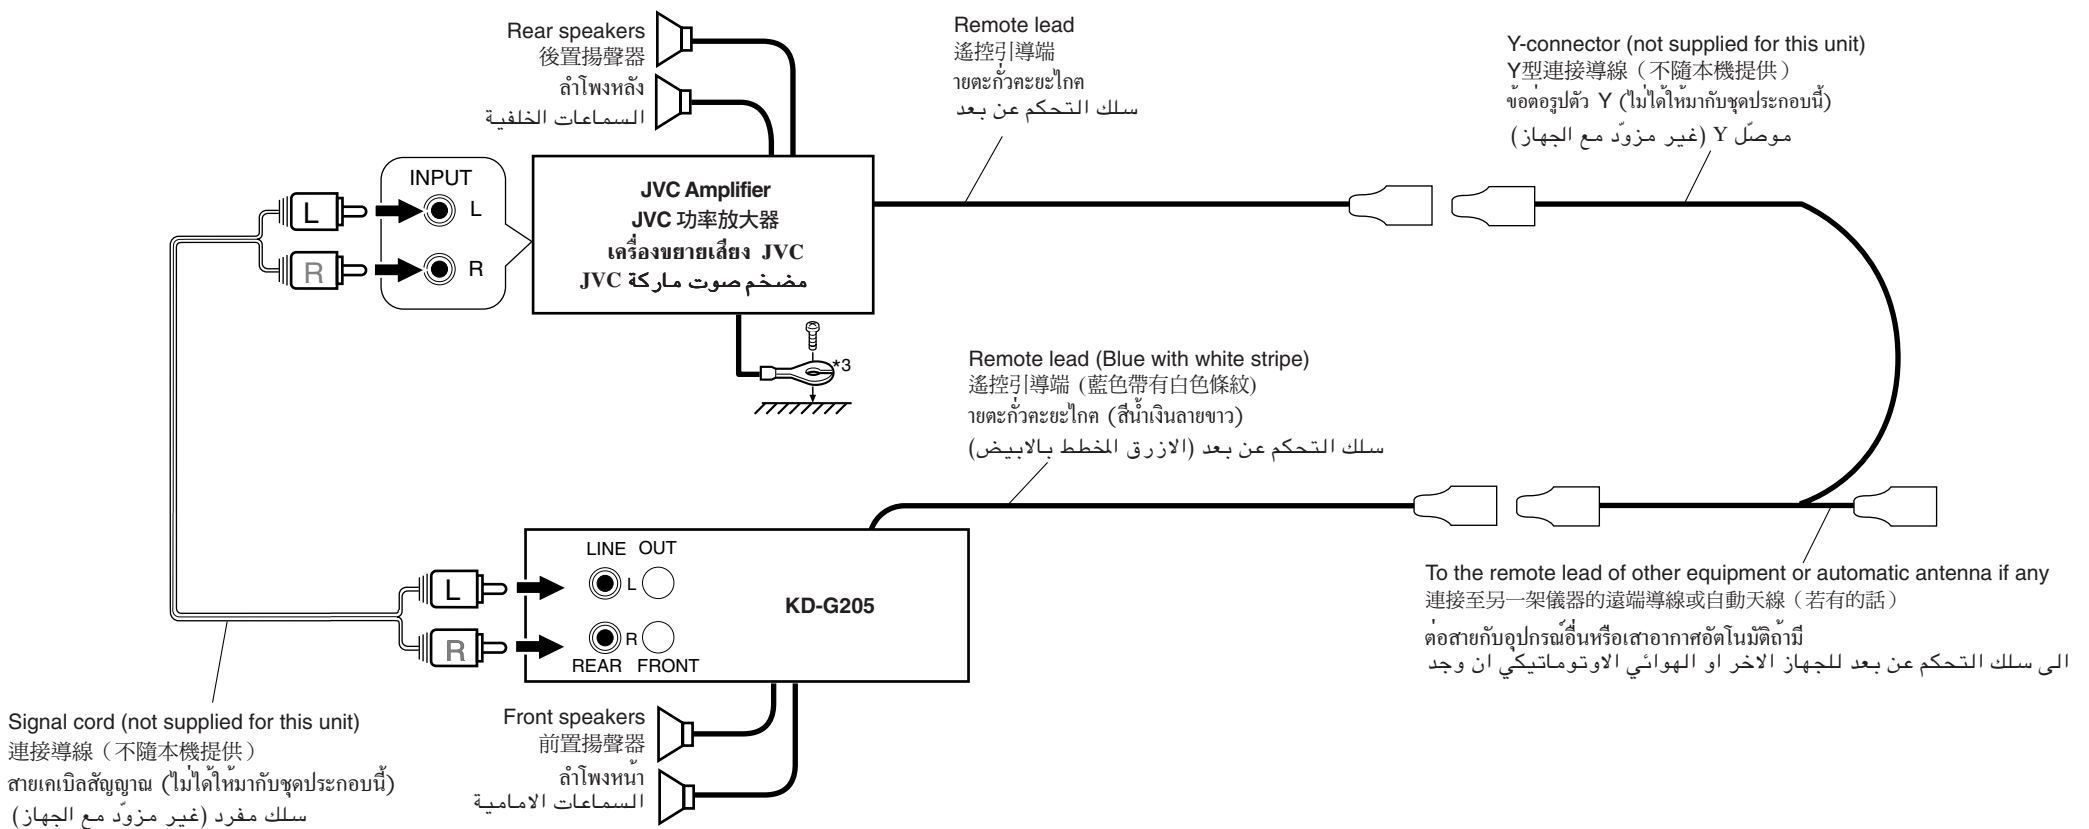 Rear speakers
後置揚聲器
ลำโพงหลัง
السماعات الخلفية
Remote lead
遙控引導端
ายตะกั่วคะยะไกค
سلك التحكم عن بعد
Y-connector (not supplied for this unit)
Y型連接導線（不隨本機提供）
ข้อต่อรูปตัว Y (ไม่ได้ให้มากับชุดประกอบนี้)
موصّل Y (غير مزوّد مع الجهاز)
INPUT
L
L
R
R
JVC Amplifier
JVC 功率放大器
เครื่องขยายเสียง JVC
مضخم صوت ماركة JVC
*3
Remote lead (Blue with white stripe)
遙控引導端 (藍色帶有白色條紋)
ายตะกั่วคะยะไกค (สีน้ำเงินลายขาว)
سلك التحكم عن بعد (الازرق المخطط بالابيض)
LINE OUT
L
L
R
R
REAR FRONT
KD-G205
To the remote lead of other equipment or automatic antenna if any
連接至另一架儀器的遠端導線或自動天線（若有的話）
ต่อสายกับอุปกรณ์อื่นหรือเสาอากาศอัตโนมัติถ้ามี
الى سلك التحكم عن بعد للجهاز الاخر او الهوائي الاوتوماتيكي ان وجد
Signal cord (not supplied for this unit)
連接導線（不隨本機提供）
สายเคเบิลสัญญาณ (ไม่ได้ให้มากับชุดประกอบนี้)
سلك مفرد (غير مزوّد مع الجهاز)
Front speakers
前置揚聲器
ลำโพงหน้า
السماعات الامامية